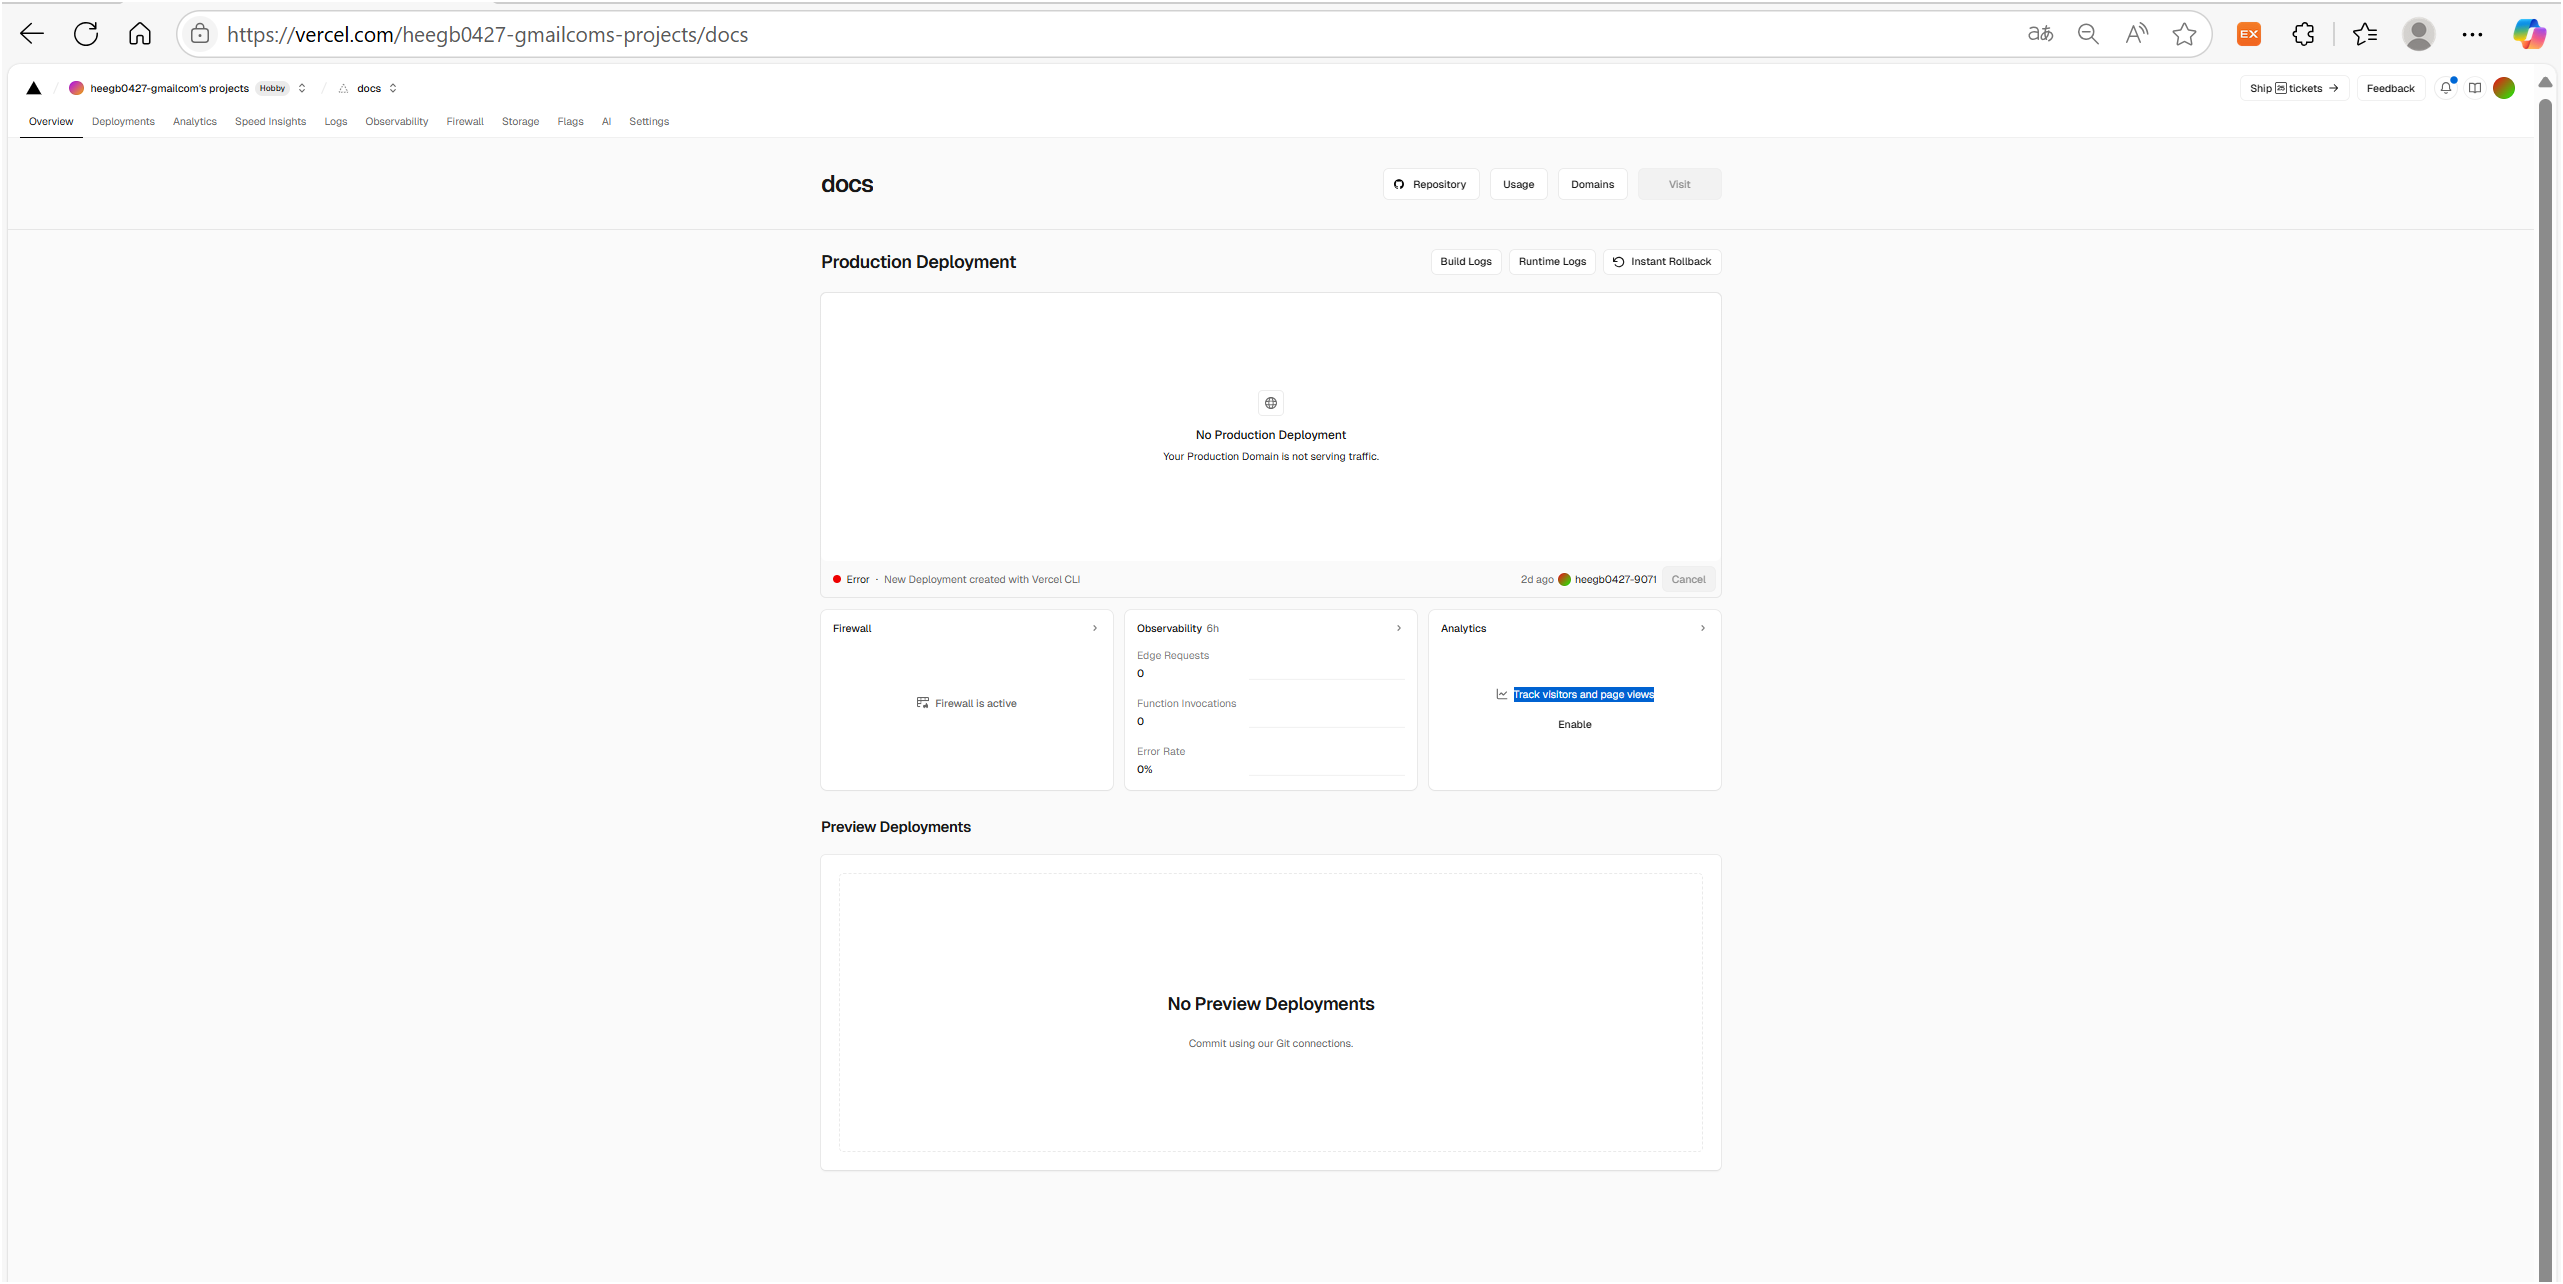 https://vercel.com/heegb0427-gmailcoms-projects/docs
aあ
A
EX
heegb0427-gmailcom's projects Hobby / docs
Ship 25 tickets → Feedback
Overview Deployments Analytics Speed Insights Logs Observability Firewall Storage Flags AI Settings
docs
Repository Usage Domains Visit
Production Deployment
Build Logs Runtime Logs Instant Rollback
No Production Deployment
Your Production Domain is not serving traffic.
Error · New Deployment created with Vercel CLI
2d ago heegb0427-9071 Cancel
Firewall
Firewall is active
Observability 6h
Edge Requests
0
Function Invocations
0
Error Rate
0%
Analytics
Track visitors and page views
Enable
Preview Deployments
No Preview Deployments
Commit using our Git connections.